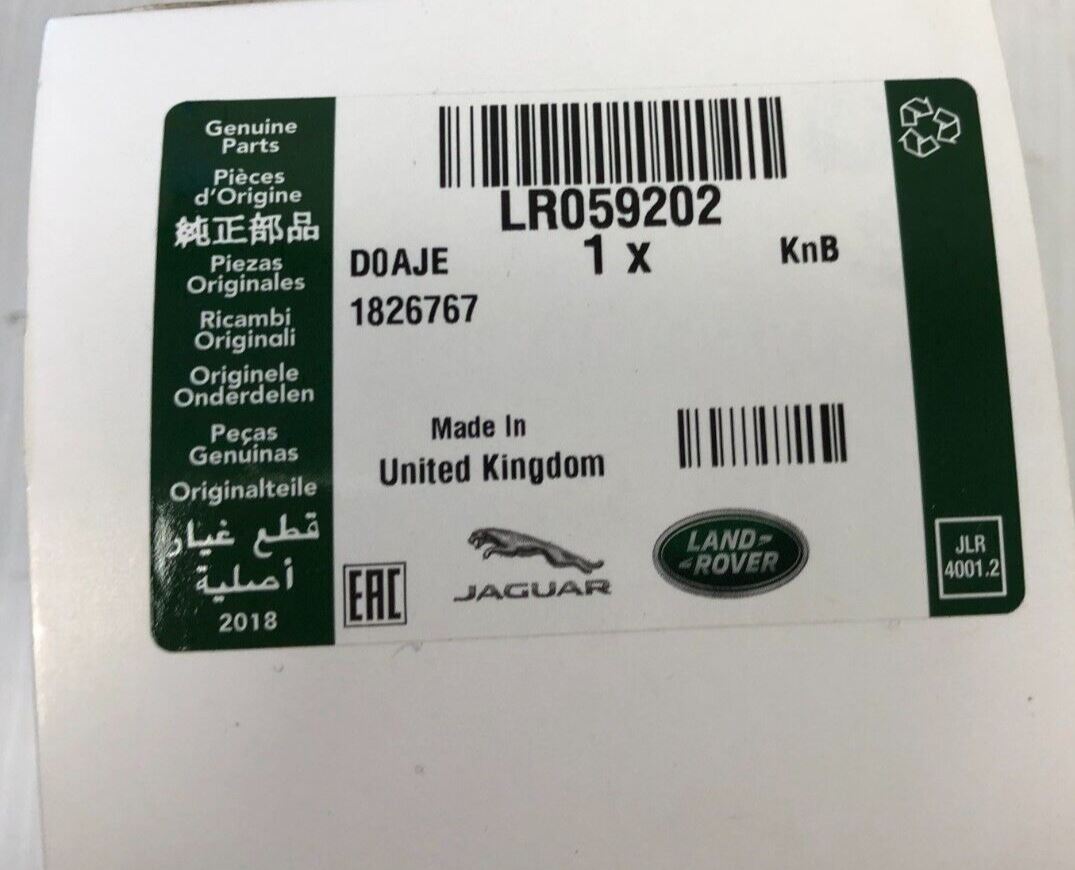 Genuine
Parts
Pièces
d'Origine
純正部品
Piezas
Originales
Ricambi
Originali
Originele
Onderdelen
Peças
Genuínas
Originalteile
قطع غيار
أصلية
2018
LR059202
D0AJE 1 x KnB
1826767
Made In
United Kingdom
EAC
JAGUAR
LAND-
-ROVER
JLR
4001.2